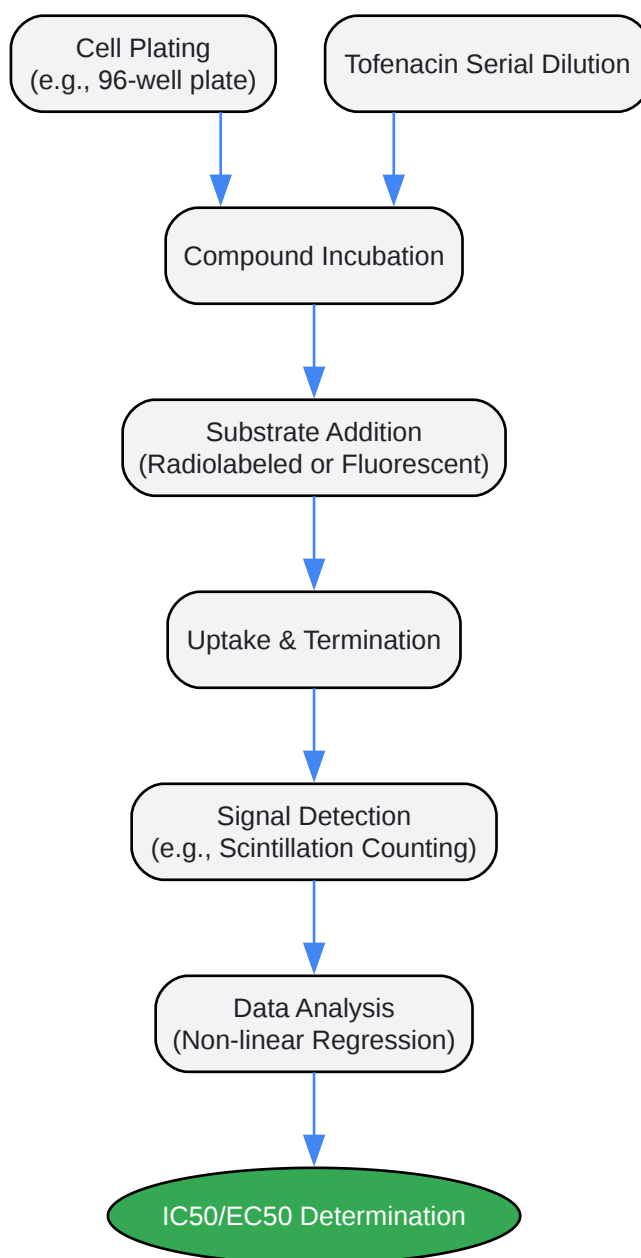 Cell Plating
(e.g., 96-well plate)
Tofenacin Serial Dilution
Compound Incubation
Substrate Addition
(Radiolabeled or Fluorescent)
Uptake & Termination
Signal Detection
(e.g., Scintillation Counting)
Data Analysis
(Non-linear Regression)
IC50/EC50 Determination